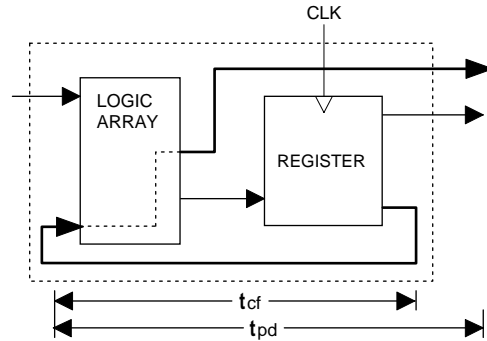 CLK
LOGIC
ARRAY
REGISTER
tcf
tpd